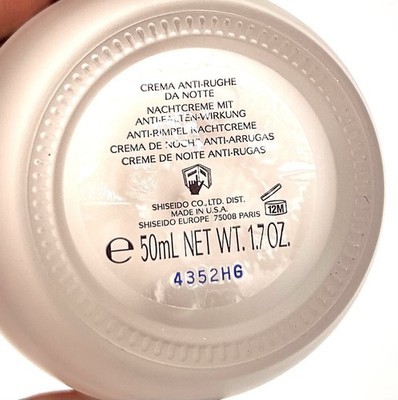 CREMA ANTI-RUGHE
DA NOTTE
NACHTCREME MIT
ANTI-FALTEN-WIRKUNG
ANTI-RIMPEL NACHTCREME
CREMA DE NOCHE ANTI-ARRUGAS
CREME DE NOITE ANTI-RUGAS
SHISEIDO CO., LTD. DIST.
MADE IN U.S.A.
SHISEIDO EUROPE 75008 PARIS
12M
e 50mL NET WT. 1.7 OZ.
4352H6